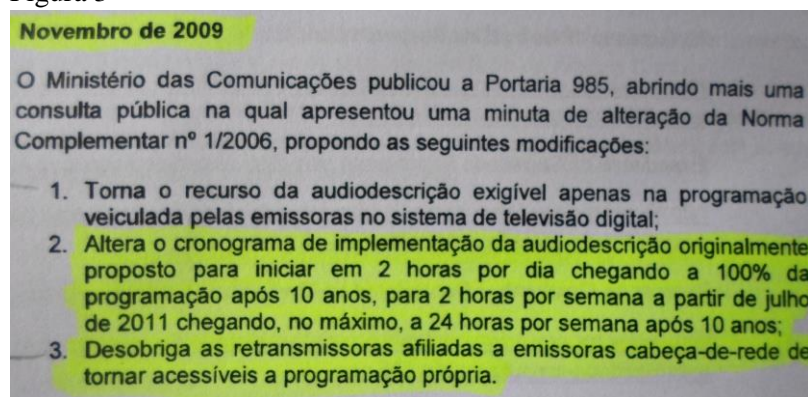 Novembro de 2009
O Ministério das Comunicações publicou a Portaria 985, abrindo mais uma
consulta pública na qual apresentou uma minuta de alteração da Norma
Complementar nº 1/2006, propondo as seguintes modificações:
1. Torna o recurso da audiodescrição exigível apenas na programação
veiculada pelas emissoras no sistema de televisão digital;
2. Altera o cronograma de implementação da audiodescrição originalmente
proposto para iniciar em 2 horas por dia chegando a 100% da
programação após 10 anos, para 2 horas por semana a partir de julho
de 2011 chegando, no máximo, a 24 horas por semana após 10 anos;
3. Desobriga as retransmissoras afiliadas a emissoras cabeça-de-rede de
tornar acessíveis a programação própria.